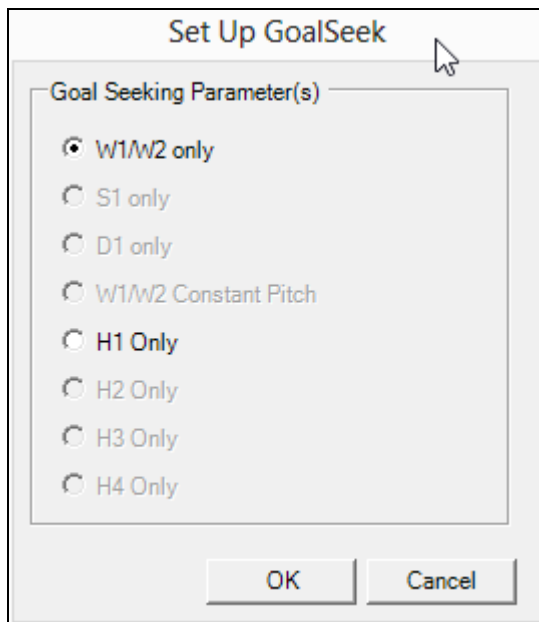 Set Up GoalSeek
Goal Seeking Parameter(s)
W1/W2 only
S1 only
D1 only
W1/W2 Constant Pitch
H1 Only
H2 Only
H3 Only
H4 Only
OK Cancel